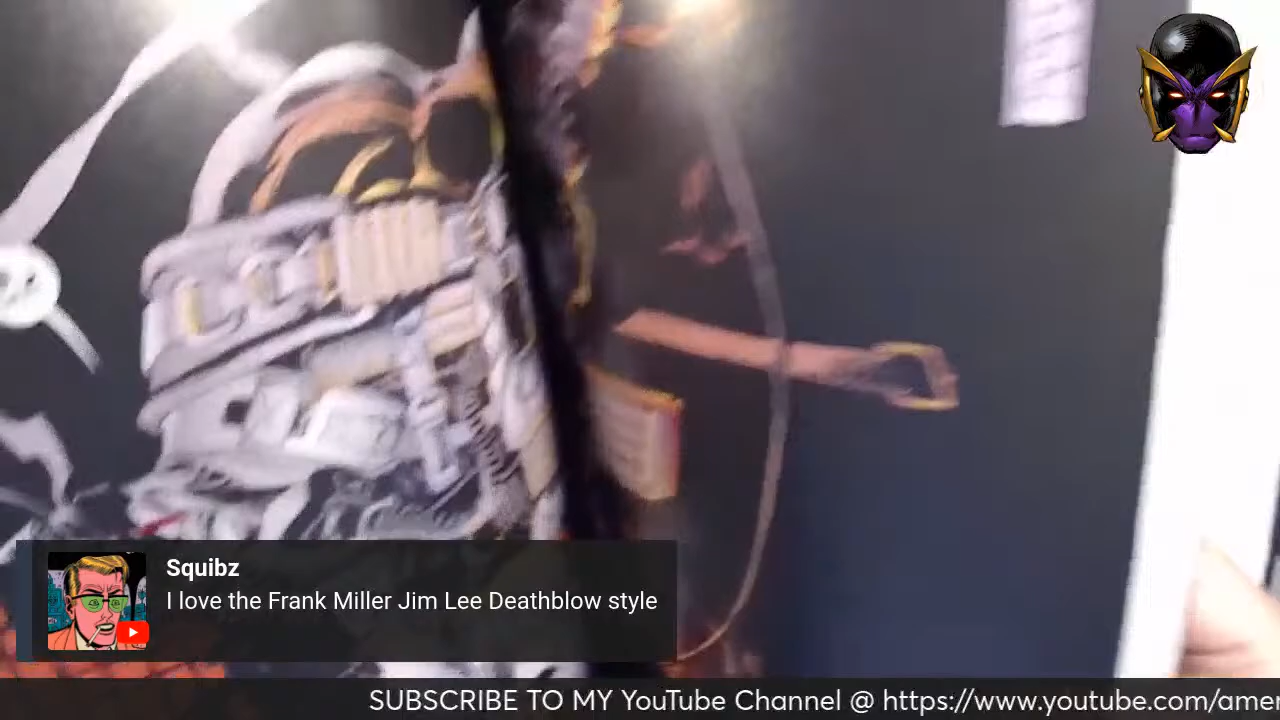 Squibz
I love the Frank Miller Jim Lee Deathblow style
SUBSCRIBE TO MY YouTube Channel @ https://www.youtube.com/amer